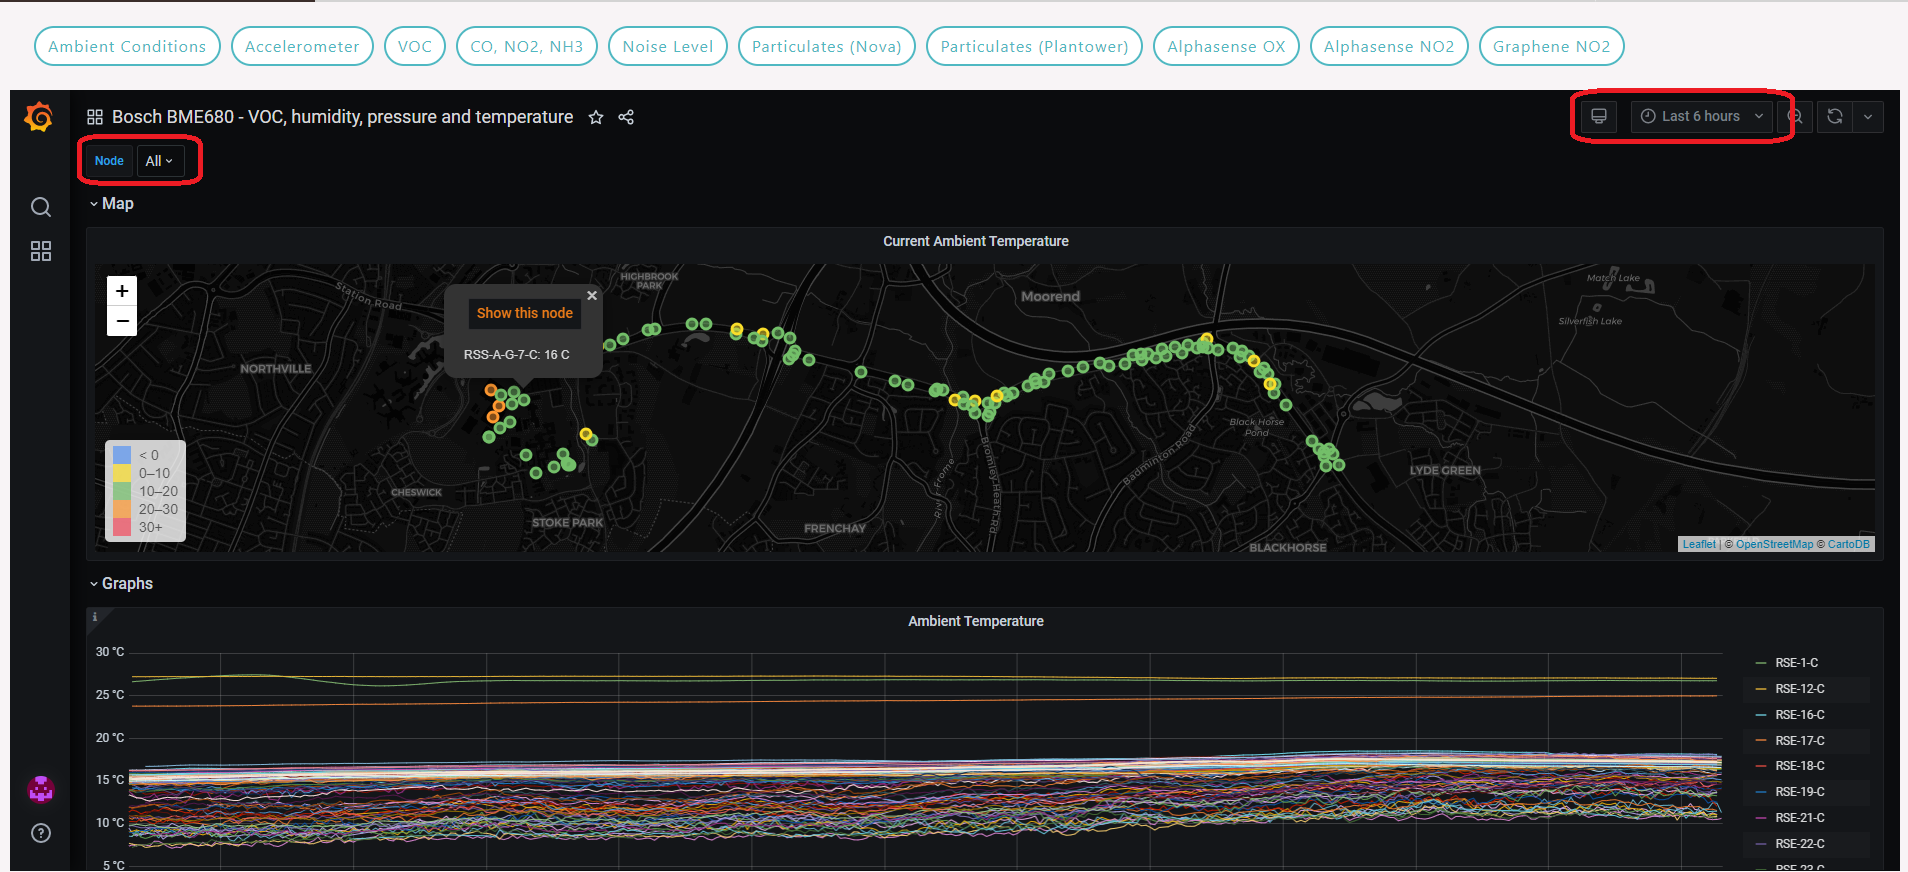 Ambient Conditions
Accelerometer
VOC
CO, NO2, NH3
Noise Level
Particulates (Nova)
Particulates (Plantower)
Alphasense OX
Alphasense NO2
Graphene NO2
Bosch BME680 - VOC, humidity, pressure and temperature
Last 6 hours
Node
All
Map
Current Ambient Temperature
+
−
Station Road
HIGHBROOK
PARK
Show this node
×
RSS-A-G-7-C: 16 C
Moorend
Match Lake
Silverfish Lake
NORTHVILLE
Black Horse
Pond
Badminton Road
Bromley Heath Rd
River Frome
LYDE GREEN
CHESWICK
STOKE PARK
FRENCHAY
BLACKHORSE
< 0
0–10
10–20
20–30
30+
Leaflet | © OpenStreetMap © CartoDB
Graphs
i
Ambient Temperature
30 °C
25 °C
20 °C
15 °C
10 °C
5 °C
RSE-1-C
RSE-12-C
RSE-16-C
RSE-17-C
RSE-18-C
RSE-19-C
RSE-21-C
RSE-22-C
RSE-23-C
?